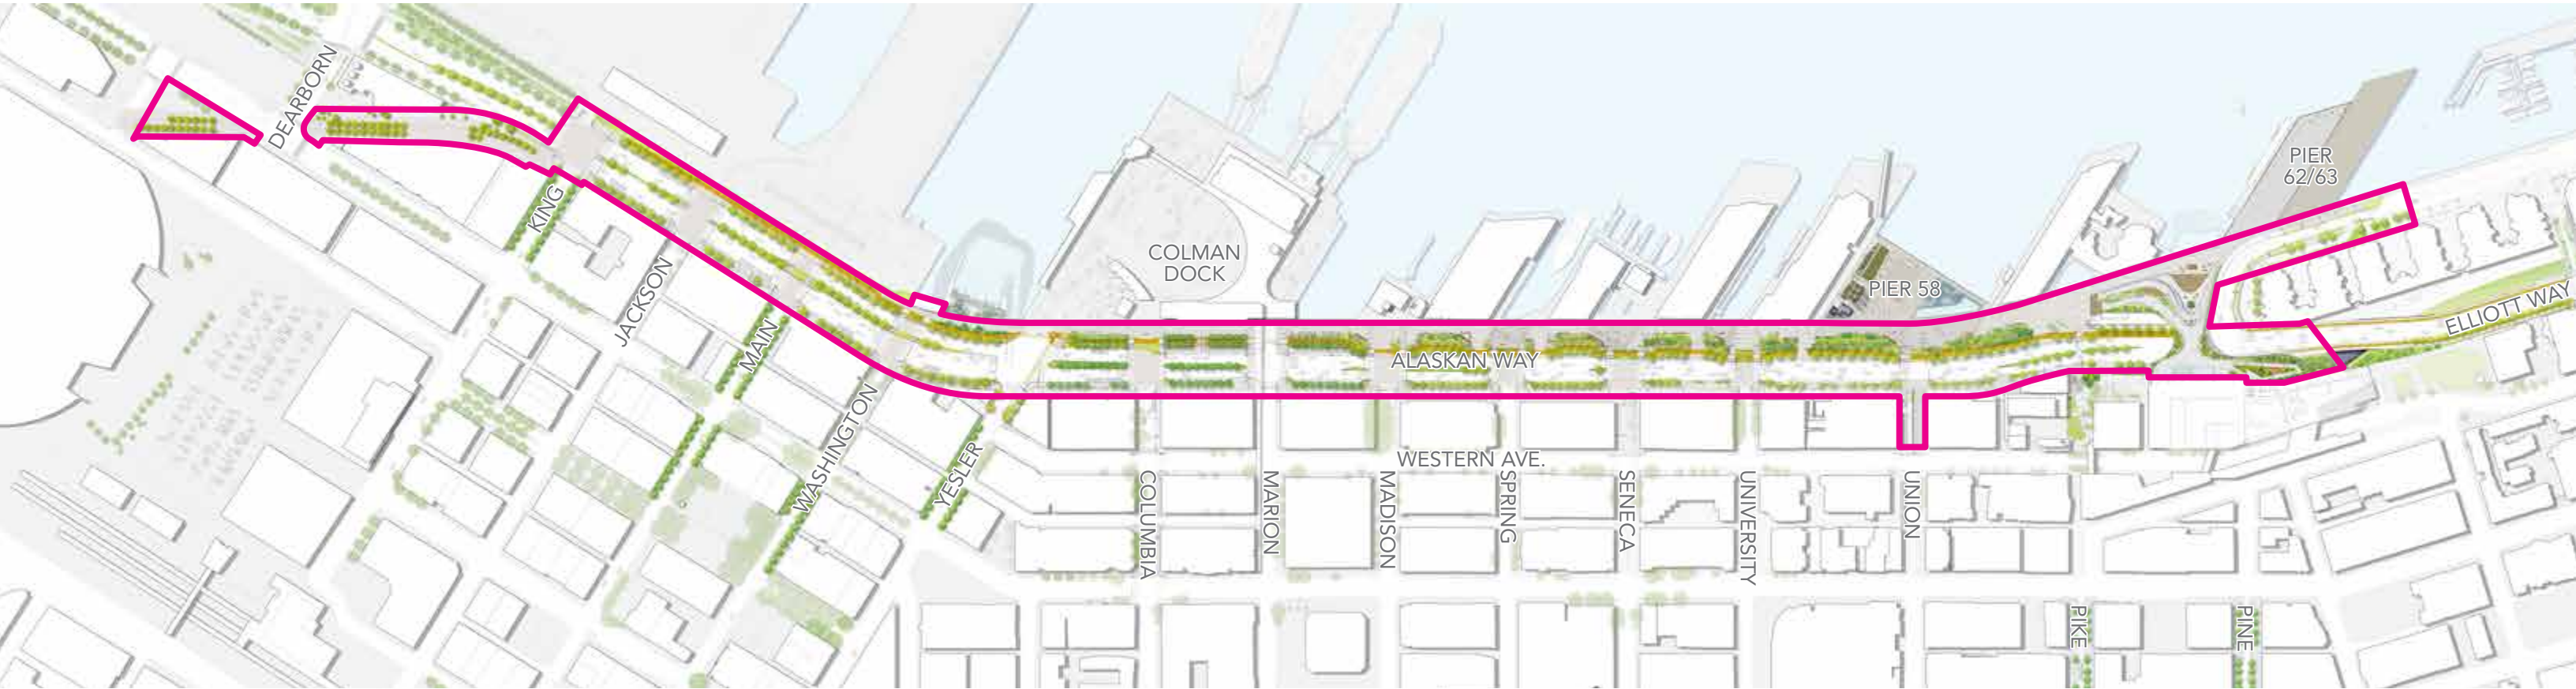 DEARBORN
KING
JACKSON
MAIN
WASHINGTON
YESLER
COLMAN
DOCK
ALASKAN WAY
WESTERN AVE.
COLUMBIA
MARION
MADISON
SPRING
SENECA
UNIVERSITY
UNION
PIER 58
PIER
62/63
ELLIOTT WAY
PIKE
PINE